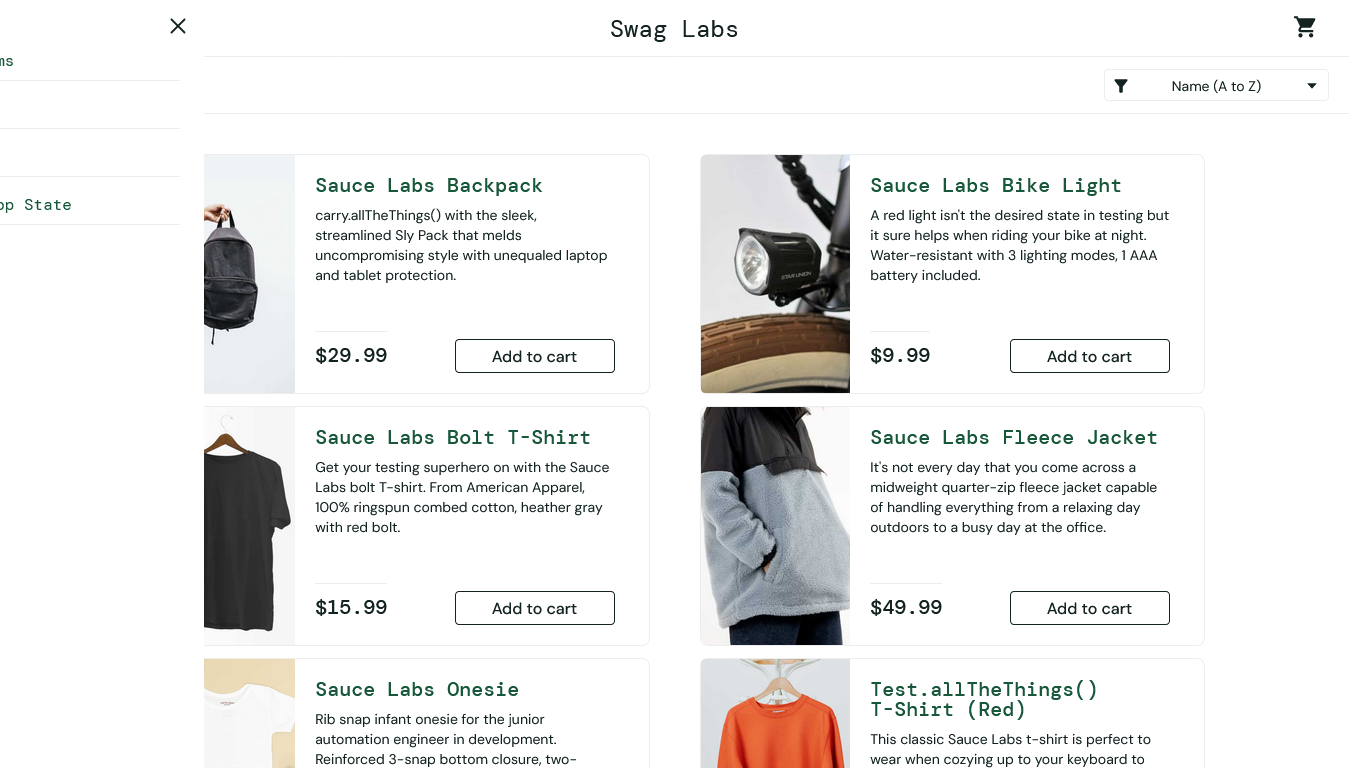 Swag Labs
Name (A to Z)
Sauce Labs Backpack
carry.allTheThings() with the sleek,
streamlined Sly Pack that melds
uncompromising style with unequaled laptop
and tablet protection.
$29.99
Add to cart
Sauce Labs Bike Light
A red light isn't the desired state in testing but
it sure helps when riding your bike at night.
Water-resistant with 3 lighting modes, 1 AAA
battery included.
$9.99
Add to cart
STAR UNION
Sauce Labs Bolt T-Shirt
Get your testing superhero on with the Sauce
Labs bolt T-shirt. From American Apparel,
100% ringspun combed cotton, heather gray
with red bolt.
$15.99
Add to cart
Sauce Labs Fleece Jacket
It's not every day that you come across a
midweight quarter-zip fleece jacket capable
of handling everything from a relaxing day
outdoors to a busy day at the office.
$49.99
Add to cart
Sauce Labs Onesie
Rib snap infant onesie for the junior
automation engineer in development.
Reinforced 3-snap bottom closure, two-
Test.allTheThings()
T-Shirt (Red)
This classic Sauce Labs t-shirt is perfect to
wear when cozying up to your keyboard to
ms
pp State